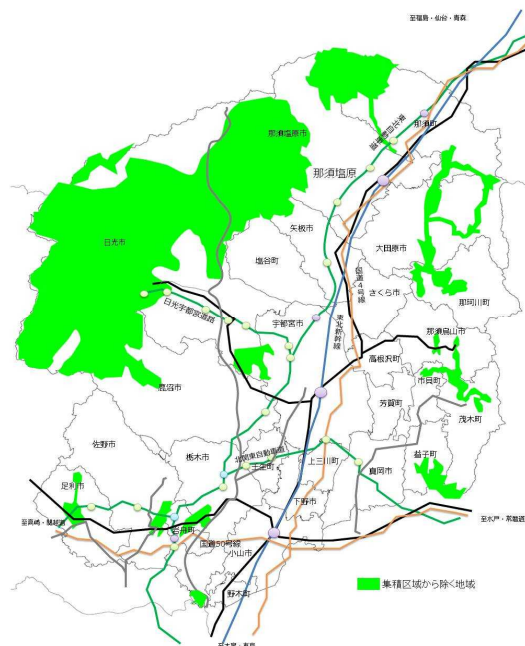 至福島・仙台・青森
那須町
東北自動車道
那須塩原市
那須塩原
大田原市
矢板市
日光市
塩谷町
国道4号線
さくら市
那珂川町
日光宇都宮道路
宇都宮市
東北新幹線
那須烏山市
高根沢町
市貝町
鹿沼市
芳賀町
茂木町
佐野市
栃木市
北関東自動車道
壬生町
上三川町
益子町
真岡市
足利市
下野市
至高崎・
岩舟町
国道50号線
至水戸・常磐道
小山市
集積区域から除く地域
野木町